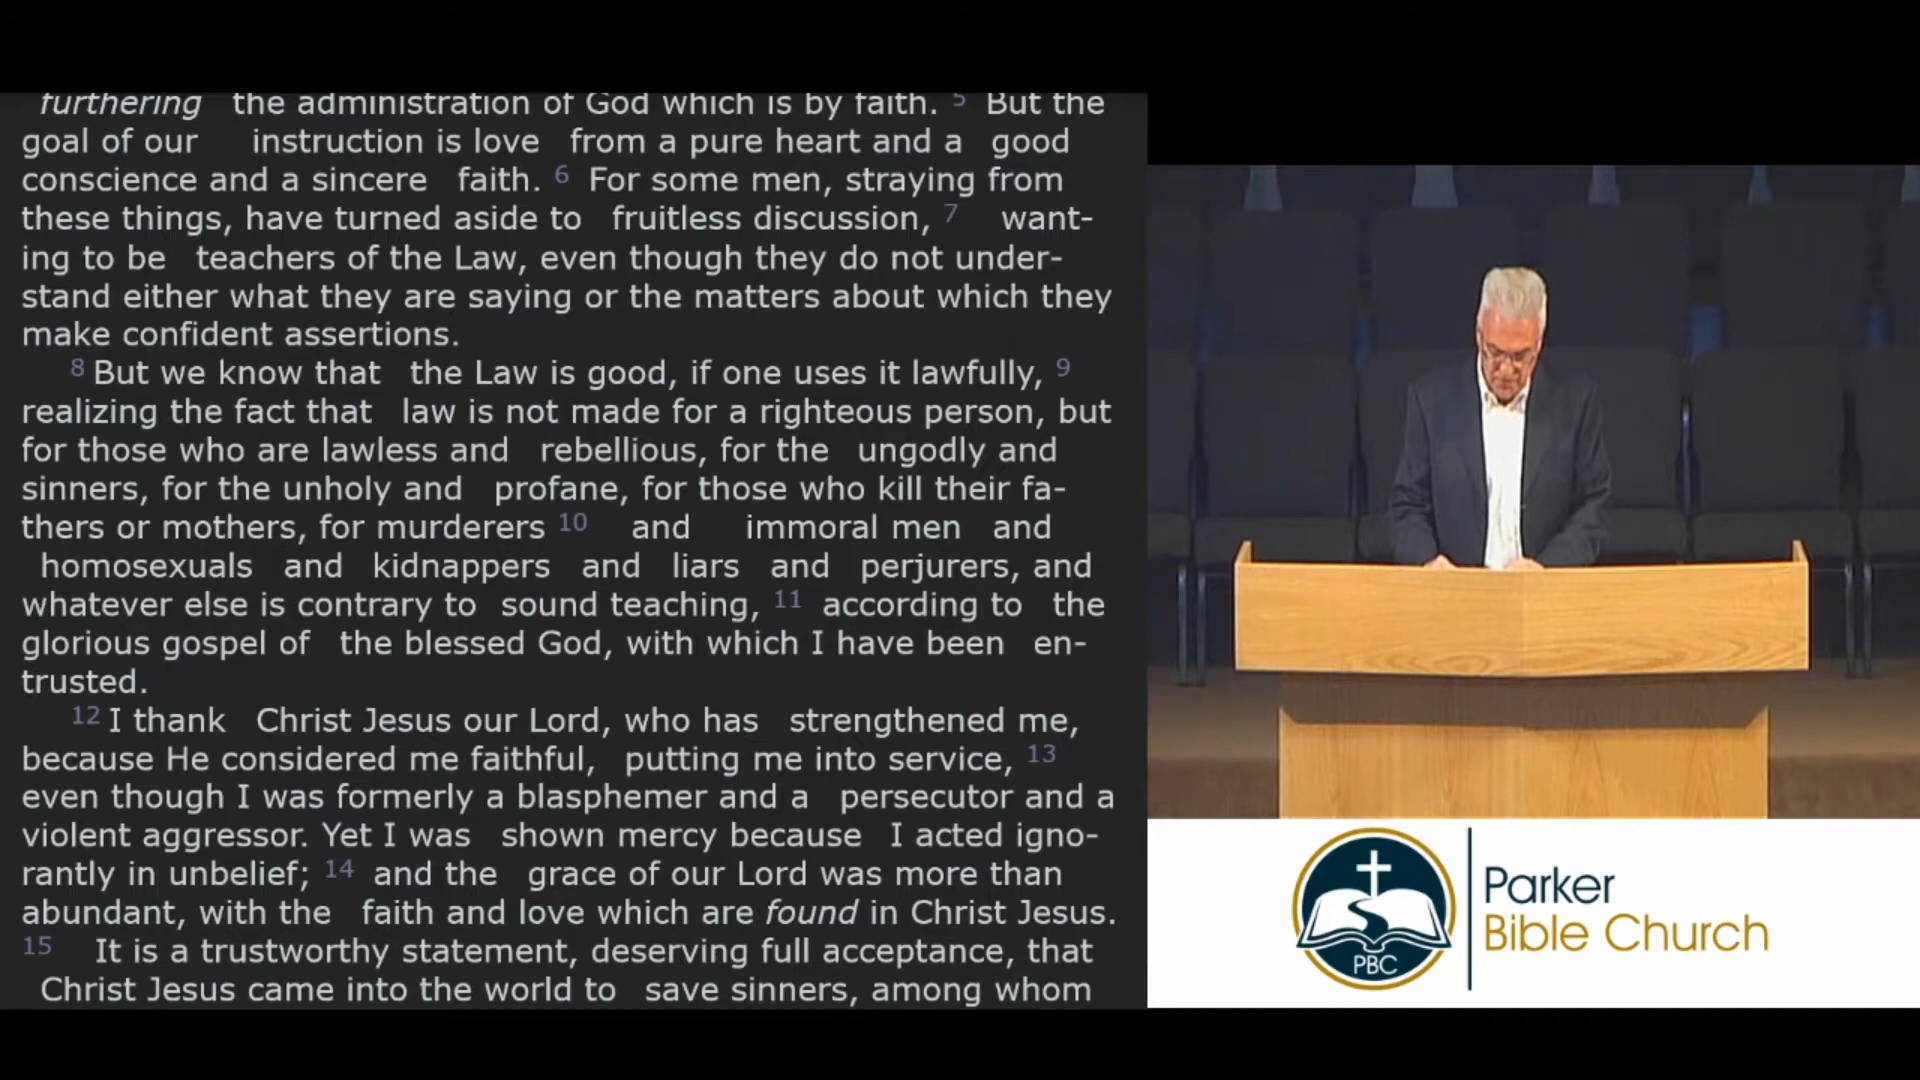 furthering the administration of God which is by faith. 5 But the
goal of our instruction is love from a pure heart and a good
conscience and a sincere faith. 6 For some men, straying from
these things, have turned aside to fruitless discussion, 7 want-
ing to be teachers of the Law, even though they do not under-
stand either what they are saying or the matters about which they
make confident assertions.
8 But we know that the Law is good, if one uses it lawfully, 9
realizing the fact that law is not made for a righteous person, but
for those who are lawless and rebellious, for the ungodly and
sinners, for the unholy and profane, for those who kill their fa-
thers or mothers, for murderers 10 and immoral men and
homosexuals and kidnappers and liars and perjurers, and
whatever else is contrary to sound teaching, 11 according to the
glorious gospel of the blessed God, with which I have been en-
trusted.
12 I thank Christ Jesus our Lord, who has strengthened me,
because He considered me faithful, putting me into service, 13
even though I was formerly a blasphemer and a persecutor and a
violent aggressor. Yet I was shown mercy because I acted igno-
rantly in unbelief; 14 and the grace of our Lord was more than
abundant, with the faith and love which are found in Christ Jesus.
15 It is a trustworthy statement, deserving full acceptance, that
Christ Jesus came into the world to save sinners, among whom
PBC
Parker
Bible Church